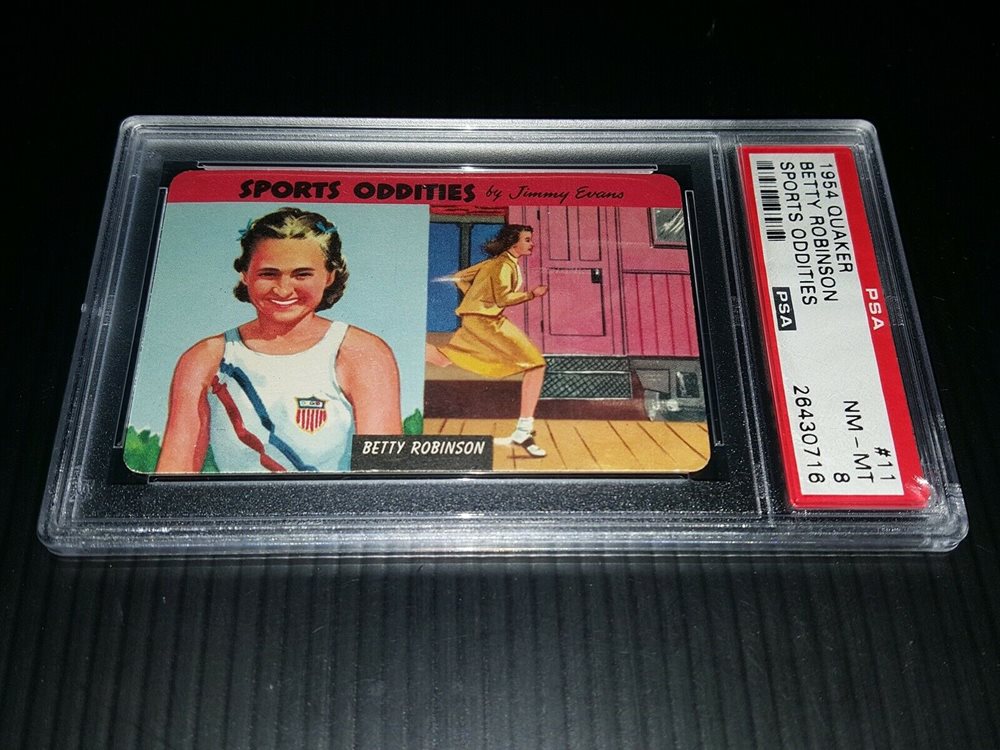 SPORTS ODDITIES by Jimmy Evans
BETTY ROBINSON
PSA
1954 QUAKER #11
BETTY ROBINSON NM - MT
SPORTS ODDITIES 8
PSA 26430716